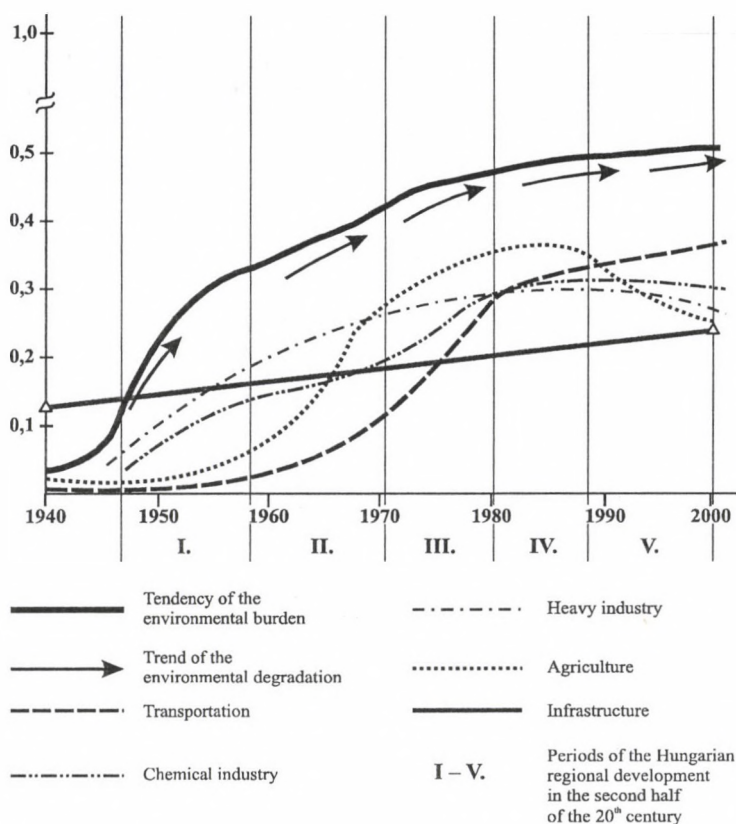 1,0
0,5
0,4
0,3
0,2
0,1
1940 1950 1960 1970 1980 1990 2000
I. II. III. IV. V.
Tendency of the
environmental burden
Trend of the
environmental degradation
Transportation
Chemical industry
Heavy industry
Agriculture
Infrastructure
I – V.
Periods of the Hungarian
regional development
in the second half
of the 20th century